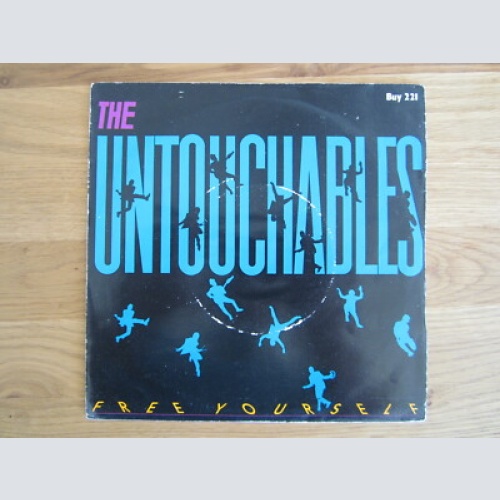 THE
Buy 221
UNTOUCHABLES
FREE YOURSELF